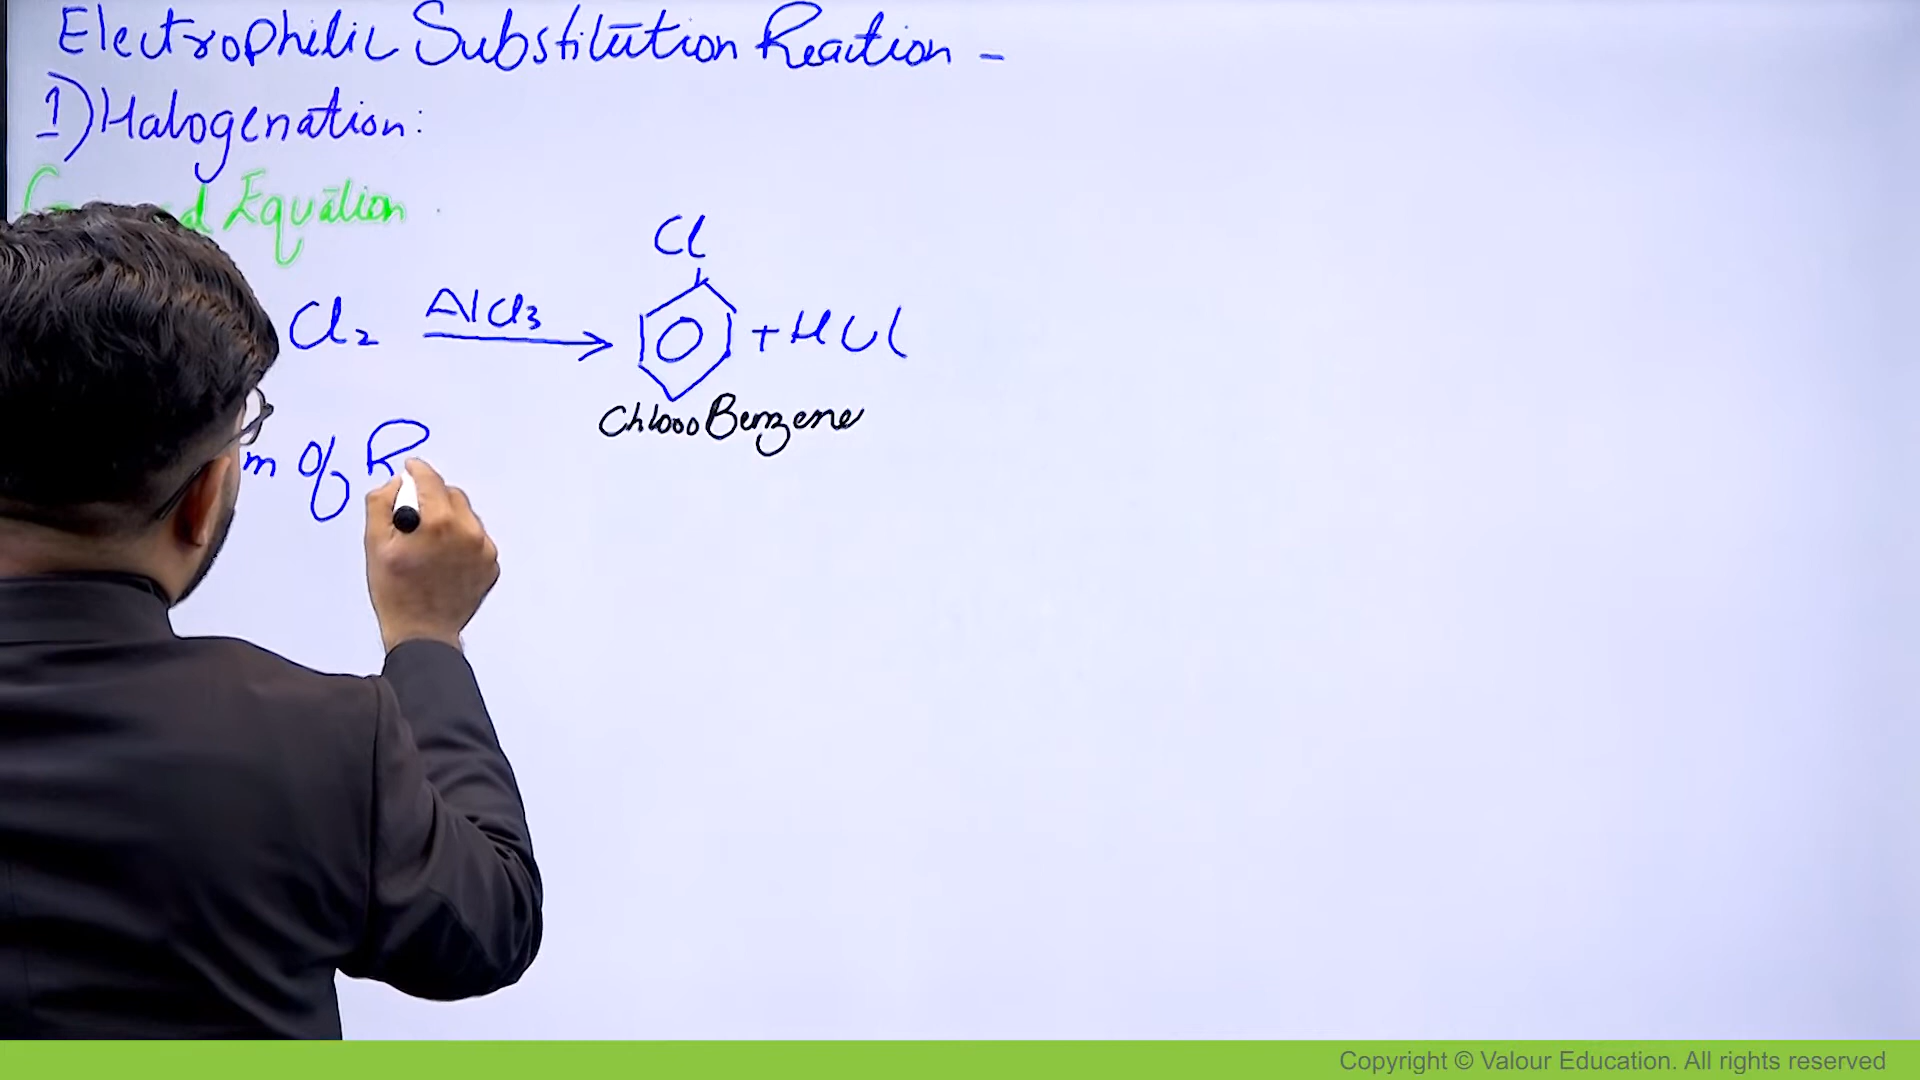 Electrophilic Substitution Reaction -
1) Halogenation:
Equation
Cl
Cl₂ AlCl₃ → + HCl
Chloro Benzene
m of R
Copyright © Valour Education. All rights reserved